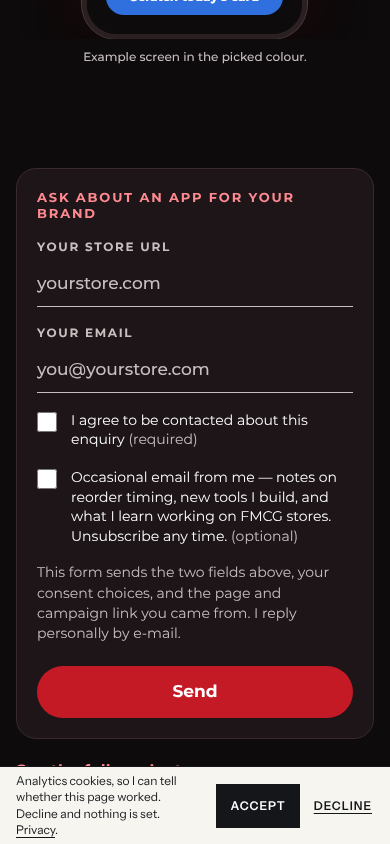 Example screen in the picked colour.
ASK ABOUT AN APP FOR YOUR
BRAND
YOUR STORE URL
yourstore.com
YOUR EMAIL
you@yourstore.com
I agree to be contacted about this
enquiry (required)
Occasional email from me — notes on
reorder timing, new tools I build, and
what I learn working on FMCG stores.
Unsubscribe any time. (optional)
This form sends the two fields above, your
consent choices, and the page and
campaign link you came from. I reply
personally by e-mail.
Send
Analytics cookies, so I can tell
whether this page worked.
Decline and nothing is set.
Privacy.
ACCEPT
DECLINE